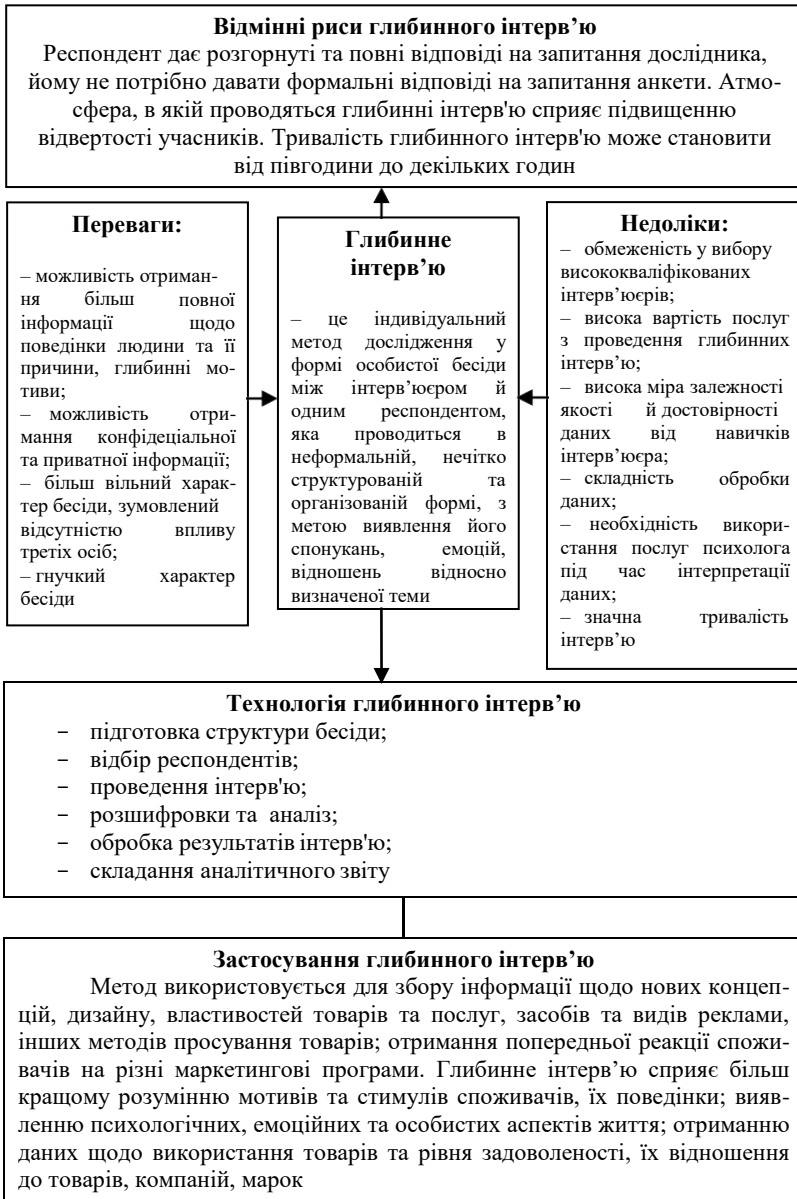 Відмінні риси глибинного інтерв’ю
Респондент дає розгорнуті та повні відповіді на запитання дослідника,
йому не потрібно давати формальні відповіді на запитання анкети. Атмо-
сфера, в якій проводяться глибинні інтерв'ю сприяє підвищенню
відвертості учасників. Тривалість глибинного інтерв'ю може становити
від півгодини до декількох годин
Переваги:
– можливість отриман-
ня більш повної
інформації щодо
поведінки людини та її
причини, глибинні мо-
тиви;
– можливість отри-
мання конфідеціальної
та приватної інформації;
– більш вільний харак-
тер бесіди, зумовлений
відсутністю впливу
третіх осіб;
– гнучкий характер
бесіди
Глибинне
інтерв’ю
– це індивідуальний
метод дослідження у
формі особистої бесіди
між інтерв’юєром й
одним респондентом,
яка проводиться в
неформальній, нечітко
структурованій та
організованій формі, з
метою виявлення його
спонукань, емоцій,
відношень відносно
визначеної теми
Недоліки:
– обмеженість у вибору
висококваліфікованих
інтерв’юєрів;
– висока вартість послуг
з проведення глибинних
інтерв’ю;
– висока міра залежності
якості й достовірності
даних від навичків
інтерв’юєра;
– складність обробки
даних;
– необхідність викори-
стання послуг психолога
під час інтерпретації
даних;
– значна тривалість
інтерв’ю
Технологія глибинного інтерв’ю
– підготовка структури бесіди;
– відбір респондентів;
– проведення інтерв'ю;
– розшифровки та аналіз;
– обробка результатів інтерв'ю;
– складання аналітичного звіту
Застосування глибинного інтерв’ю
Метод використовується для збору інформації щодо нових концеп-
цій, дизайну, властивостей товарів та послуг, засобів та видів реклами,
інших методів просування товарів; отримання попередньої реакції спожи-
вачів на різні маркетингові програми. Глибинне інтерв’ю сприяє більш
кращому розумінню мотивів та стимулів споживачів, їх поведінки; вияв-
ленню психологічних, емоційних та особистих аспектів життя; отриманню
даних щодо використання товарів та рівня задоволеності, їх відношення
до товарів, компаній, марок